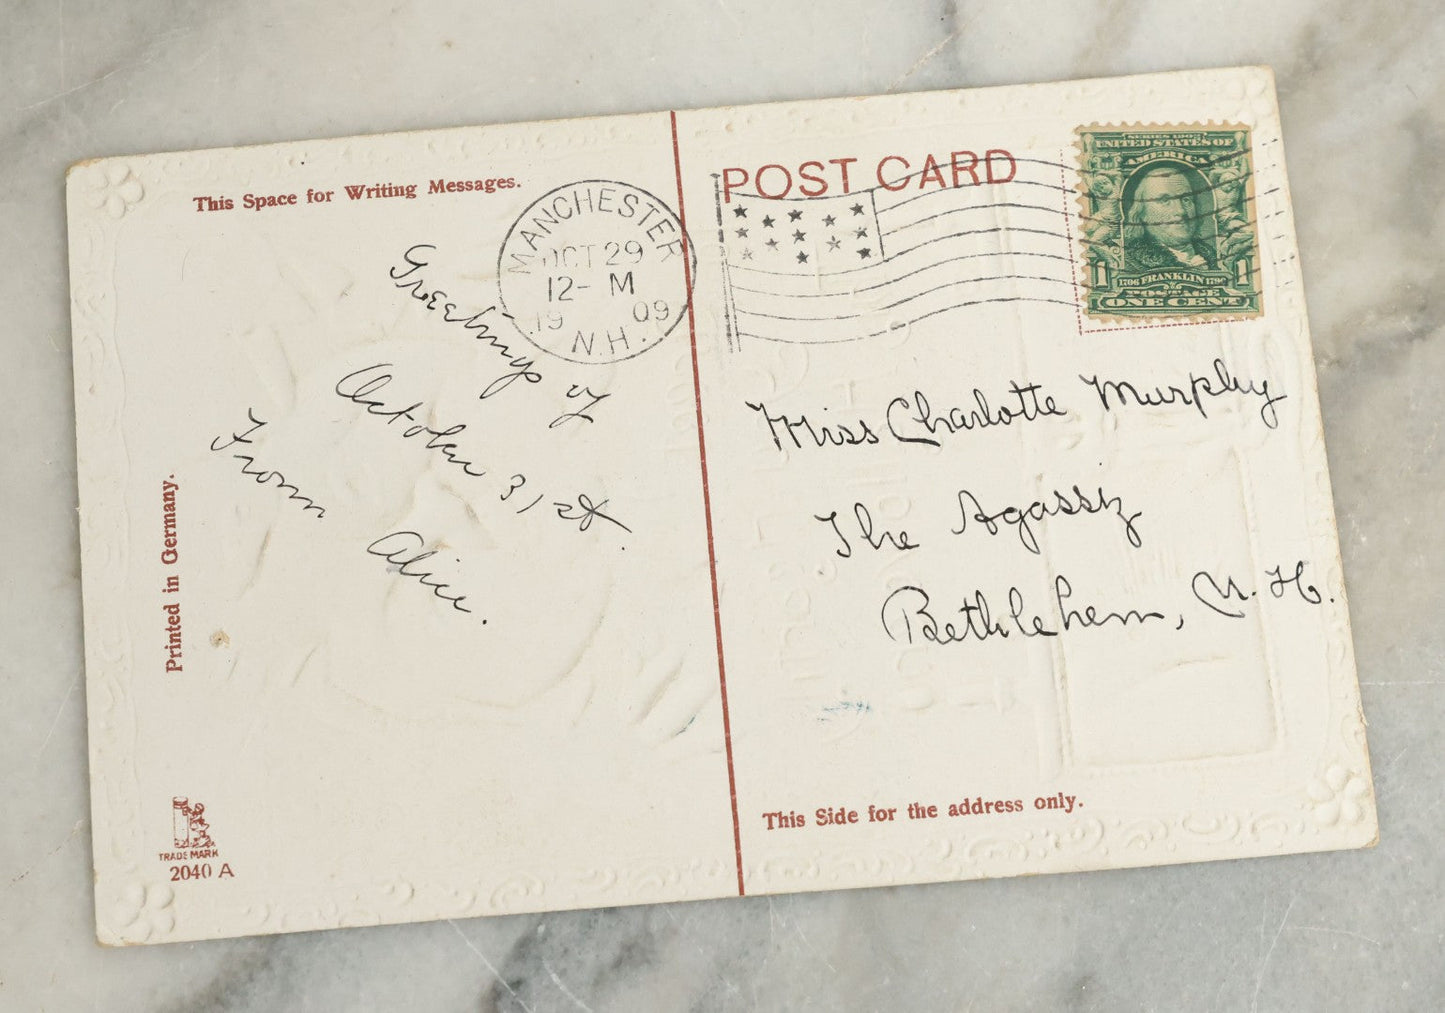 This Space for Writing Messages.
Greetings of
October 31st.
From Alice.
Printed in Germany.
TRADE MARK
2040 A
MANCHESTER
OCT 29
12- M
19 09
N.H.
POST CARD
SERIES 1902
UNITED STATES OF
AMERICA
1 1
1706 FRANKLIN 1790
ONE CENT
Miss Charlotte Murphy
The Agassiz
Bethlehem, N. H.
This Side for the address only.